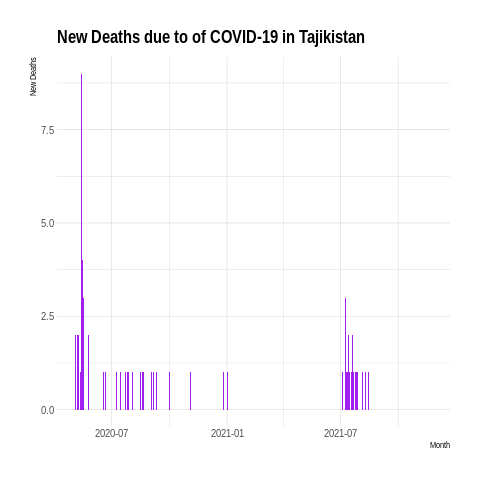 New Deaths due to of COVID-19 in Tajikistan
New Deaths
7.5
5.0
2.5
0.0
2020-07
2021-01
2021-07
Month